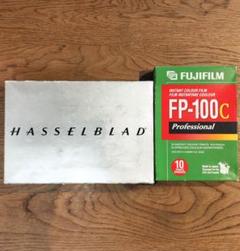 HASSELBLAD
FUJIFILM
INSTANT COLOUR FILM
FILM INSTANTANÉ COULEUR
FP-100C
Professional
10